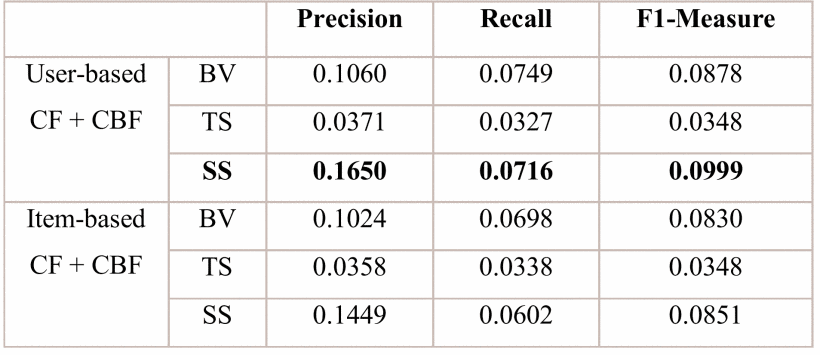 Precision Recall F1-Measure
User-based BV 0.1060 0.0749 0.0878
CF + CBF TS 0.0371 0.0327 0.0348
SS 0.1650 0.0716 0.0999
Item-based BV 0.1024 0.0698 0.0830
CF + CBF TS 0.0358 0.0338 0.0348
SS 0.1449 0.0602 0.0851